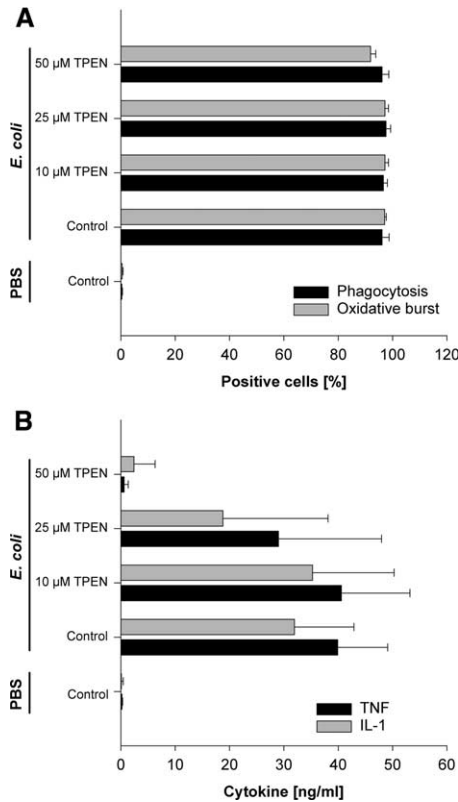 A
50 µM TPEN
25 µM TPEN
10 µM TPEN
Control
E. coli
Control
PBS
Phagocytosis
Oxidative burst
0 20 40 60 80 100 120
Positive cells [%]
B
50 µM TPEN
25 µM TPEN
10 µM TPEN
Control
E. coli
Control
PBS
TNF
IL-1
0 10 20 30 40 50 60
Cytokine [ng/ml]